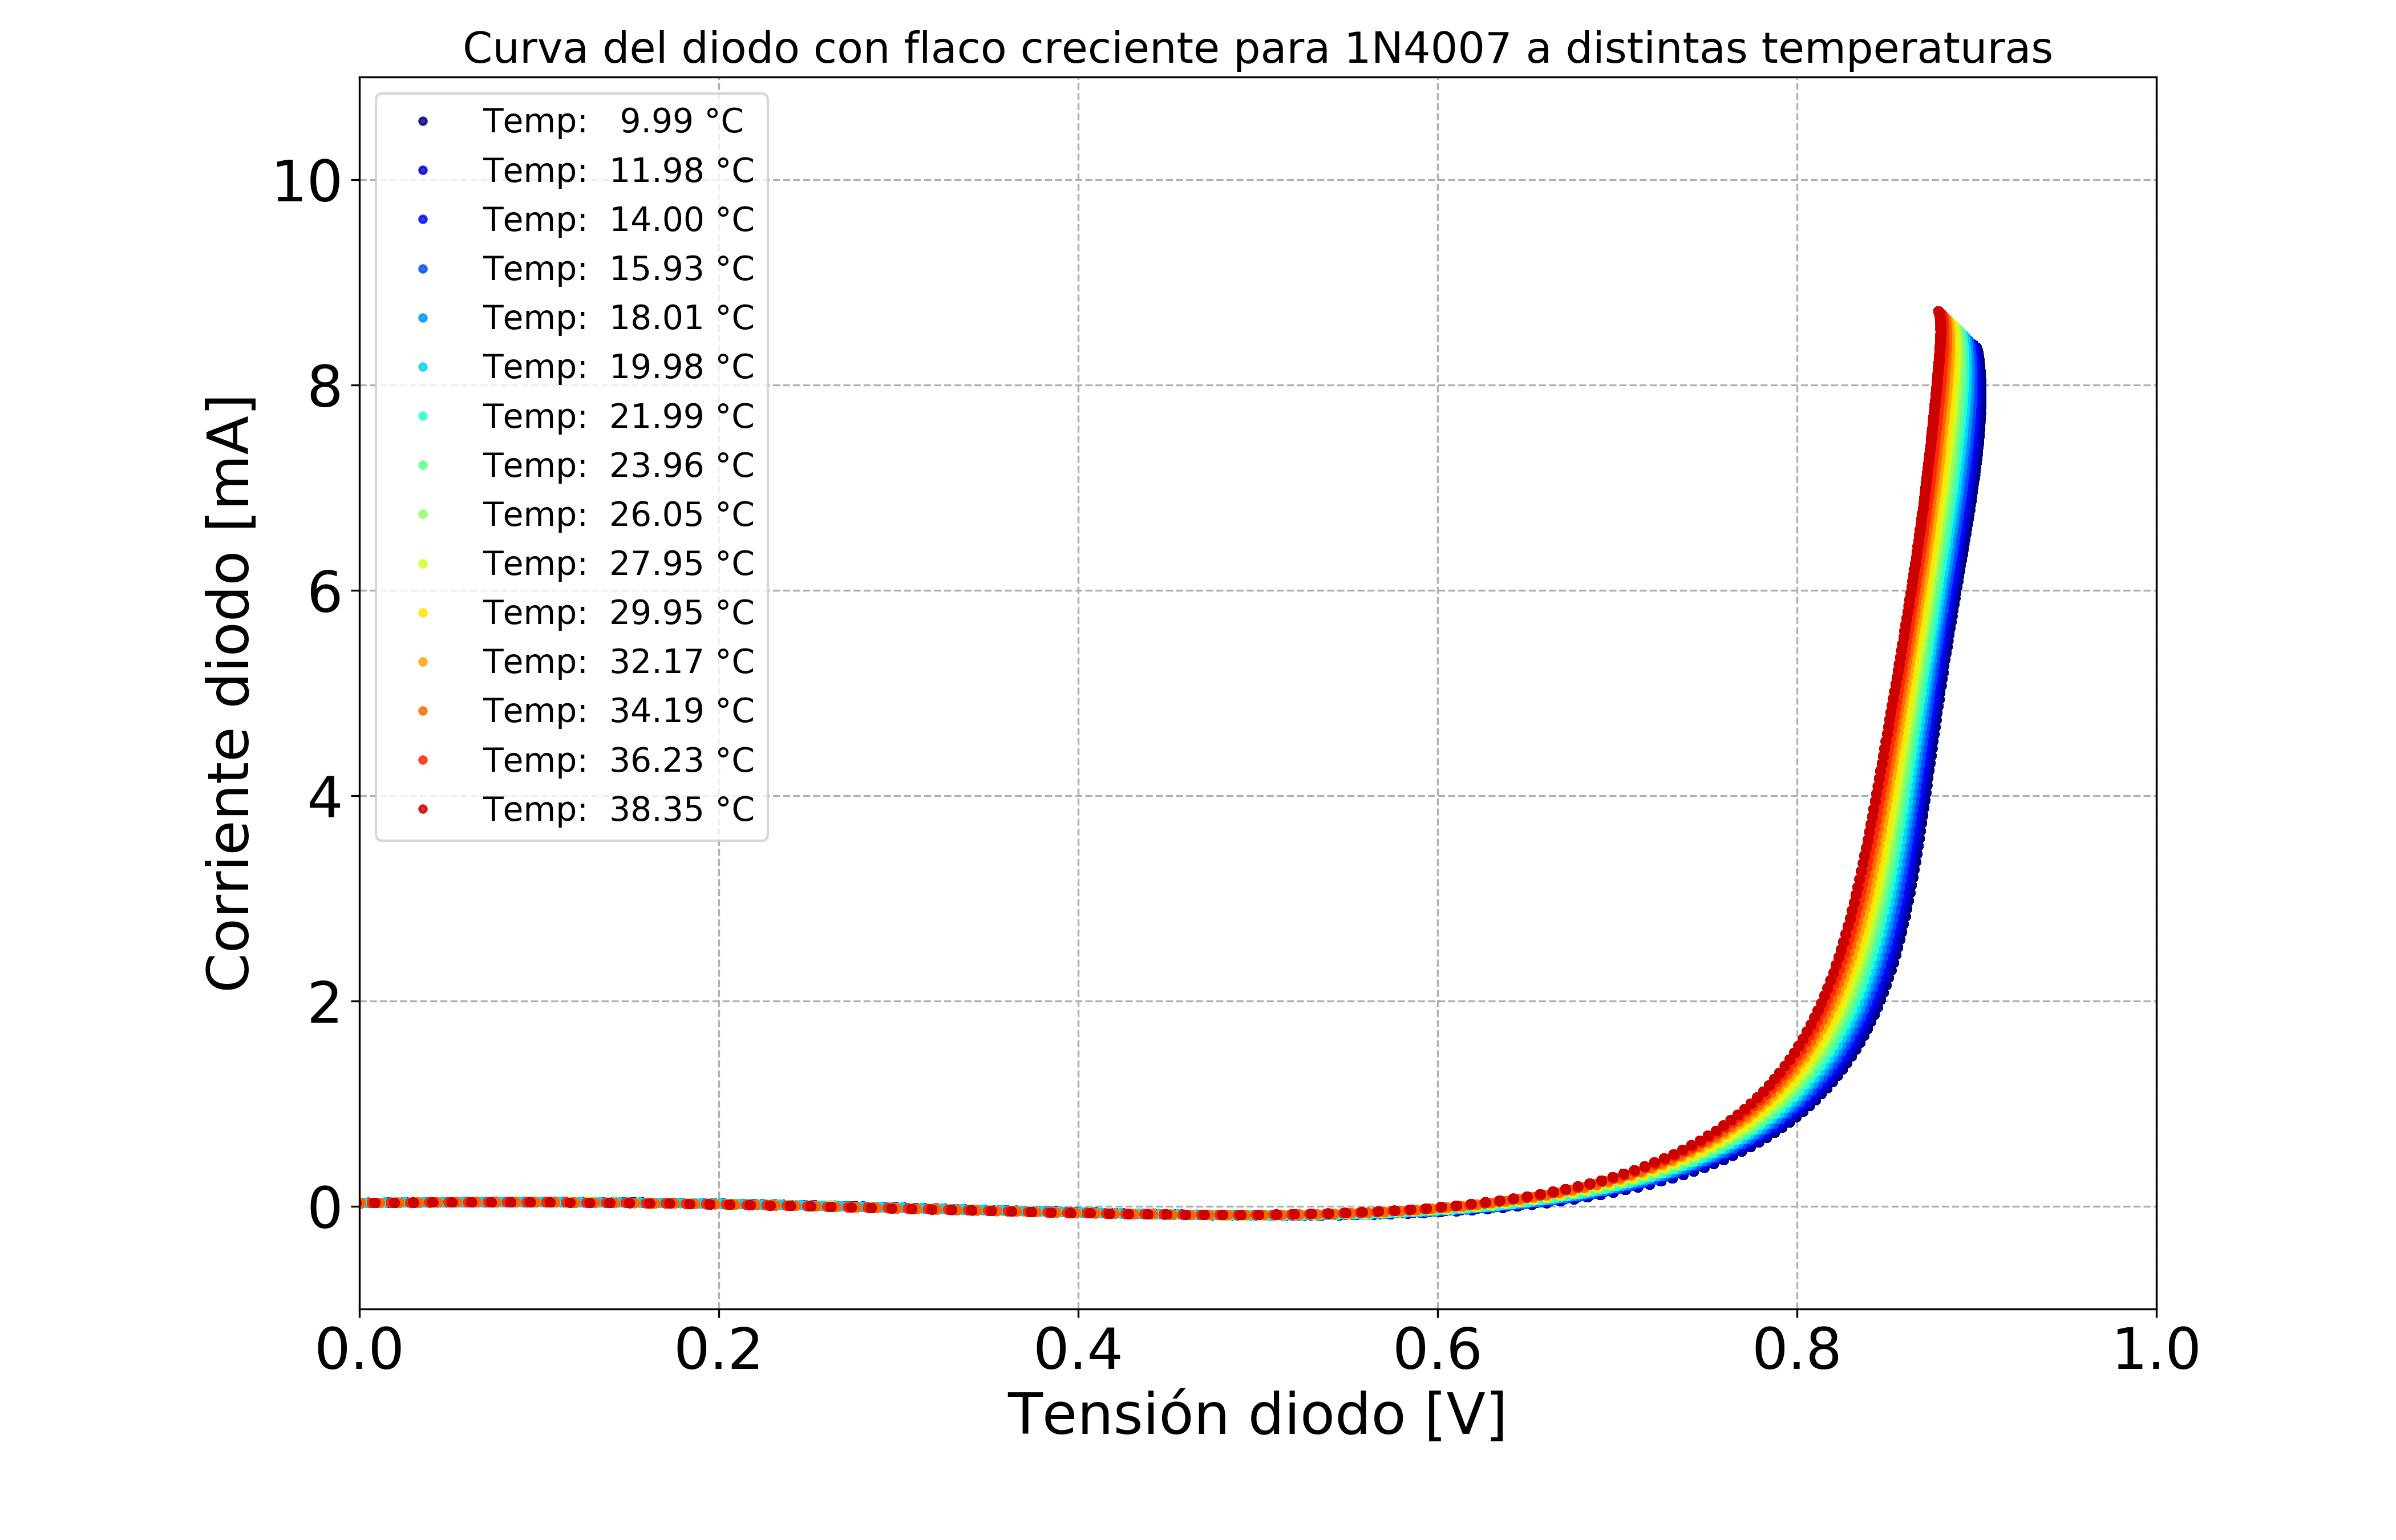 Curva del diodo con flaco creciente para 1N4007 a distintas temperaturas
Temp: 9.99 °C
Temp: 11.98 °C
Temp: 14.00 °C
Temp: 15.93 °C
Temp: 18.01 °C
Temp: 19.98 °C
Temp: 21.99 °C
Temp: 23.96 °C
Temp: 26.05 °C
Temp: 27.95 °C
Temp: 29.95 °C
Temp: 32.17 °C
Temp: 34.19 °C
Temp: 36.23 °C
Temp: 38.35 °C
Corriente diodo [mA]
10
8
6
4
2
0
0.0 0.2 0.4 0.6 0.8 1.0
Tensión diodo [V]